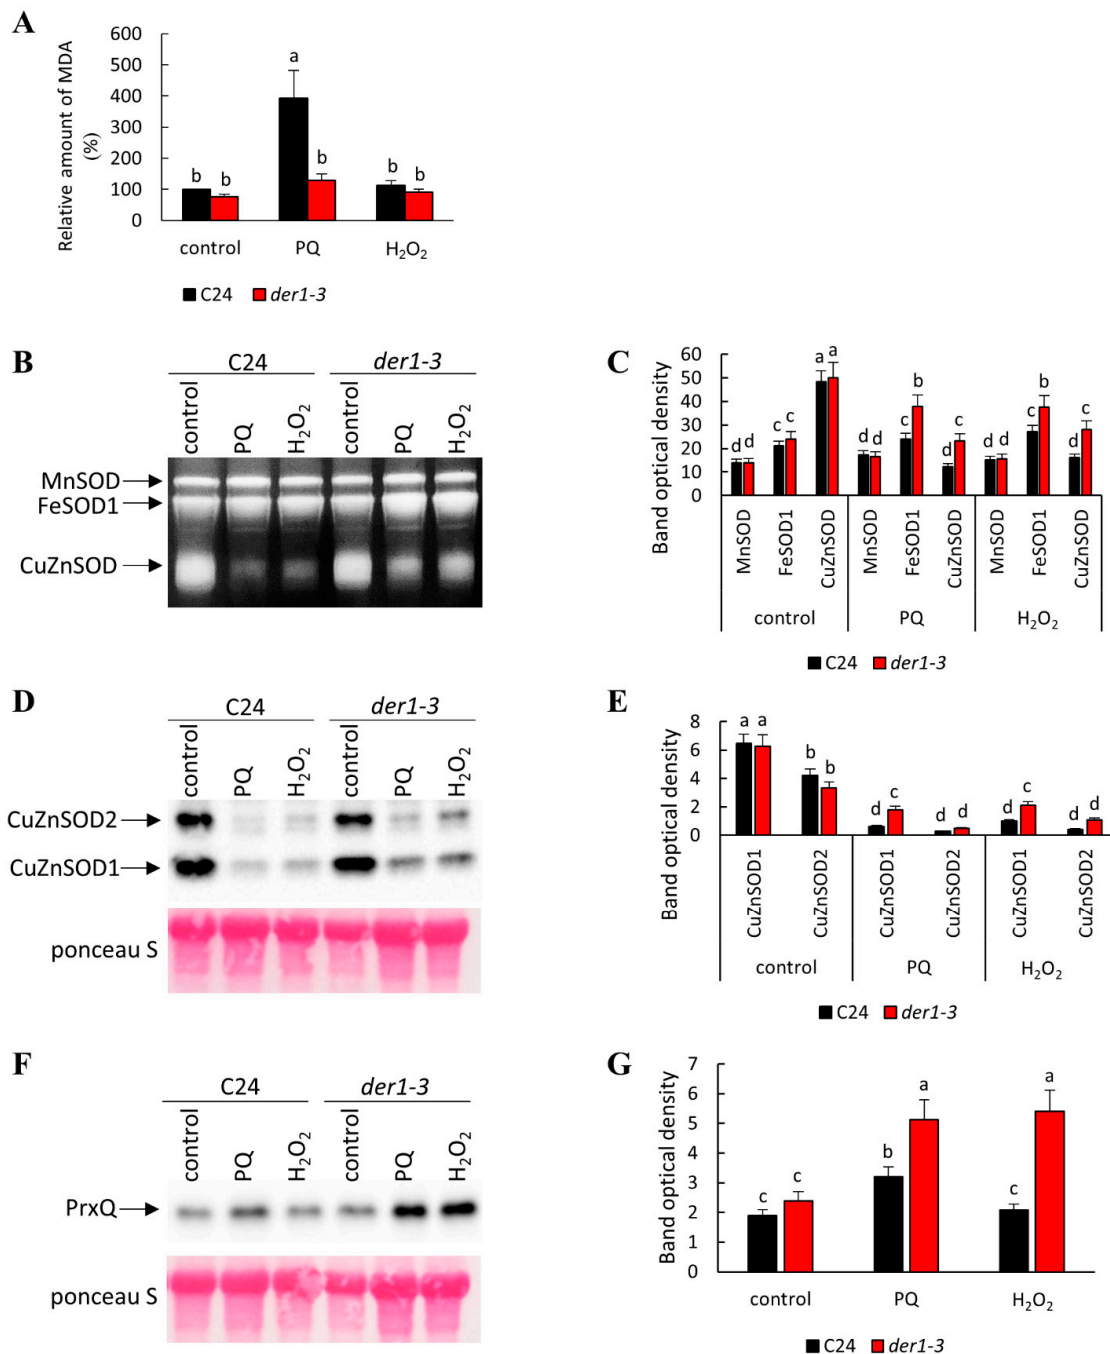 A
Relative amount of MDA
(%)
600
500
400
300
200
100
0
a
b b
b
b b
control PQ H₂O₂
C24 der1-3
B
C24 der1-3
control PQ H₂O₂ control PQ H₂O₂
MnSOD
FeSOD1
CuZnSOD
C
Band optical density
60
50
40
30
20
10
0
d d c c a a d d c b d c d d c b d c
MnSOD FeSOD1 CuZnSOD MnSOD FeSOD1 CuZnSOD MnSOD FeSOD1 CuZnSOD
control PQ H₂O₂
C24 der1-3
D
C24 der1-3
control PQ H₂O₂ control PQ H₂O₂
CuZnSOD2
CuZnSOD1
ponceau S
E
Band optical density
8
6
4
2
0
a a b b d c d d d c d d
CuZnSOD1 CuZnSOD2 CuZnSOD1 CuZnSOD2 CuZnSOD1 CuZnSOD2
control PQ H₂O₂
C24 der1-3
F
C24 der1-3
control PQ H₂O₂ control PQ H₂O₂
PrxQ
ponceau S
G
Band optical density
7
6
5
4
3
2
1
0
c c b a c a
control PQ H₂O₂
C24 der1-3